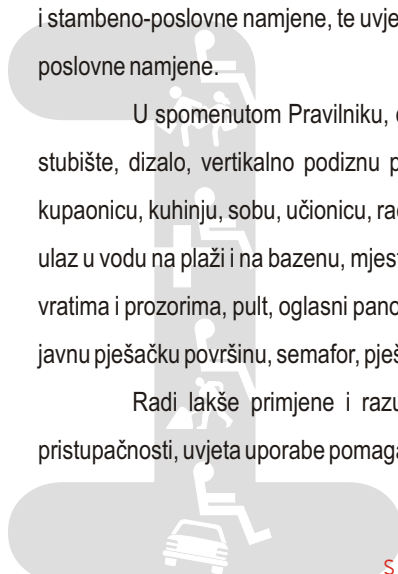 i stambeno-poslovne namjene, te uvje
poslovne namjene.
U spomenutom Pravilniku,
stubište, dizalo, vertikalno podiznu p
kupaonicu, kuhinju, sobu, učionicu, ra
ulaz u vodu na plaži i na bazenu, mjest
vratima i prozorima, pult, oglasni pano
javnu pješačku površinu, semafor, pješ
Radi lakše primjene i razu
pristupačnosti, uvjeta uporabe pomaga
S